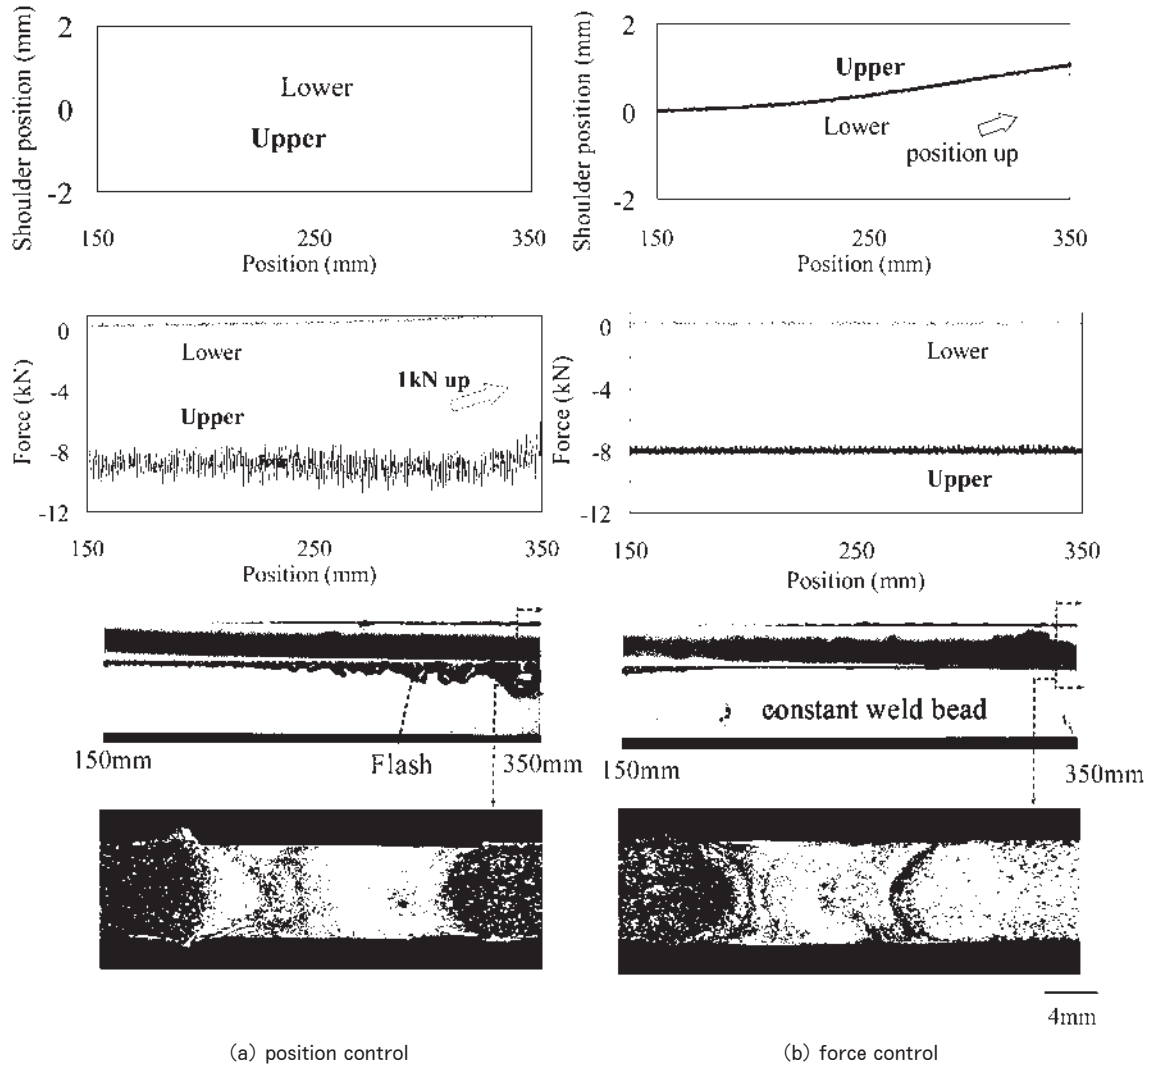 Shoulder position (mm)
2
0
-2
Lower
Upper
150
250
350
Position (mm)
Shoulder position (mm)
2
0
-2
Upper
Lower
position up
150
250
350
Position (mm)
Force (kN)
0
-4
-8
-12
Lower
1kN up
Upper
150
250
350
Position (mm)
Force (kN)
0
-4
-8
-12
Lower
Upper
150
250
350
Position (mm)
150mm
Flash
350mm
constant weld bead
150mm
350mm
4mm
(a) position control
(b) force control